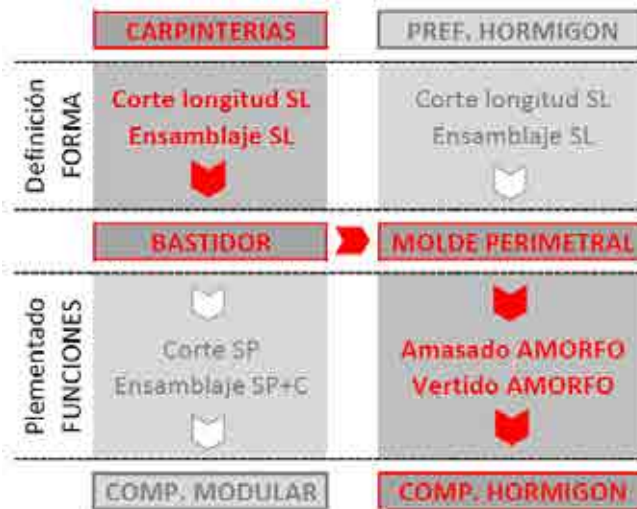 CARPINTERIAS
PREF. HORMIGON
Definición
FORMA
Corte longitud SL
Ensamblaje SL
Corte longitud SL
Ensamblaje SL
BASTIDOR
MOLDE PERIMETRAL
Plementado
FUNCIONES
Corte SP
Ensamblaje SP+C
Amasado AMORFO
Vertido AMORFO
COMP. MODULAR
COMP. HORMIGON